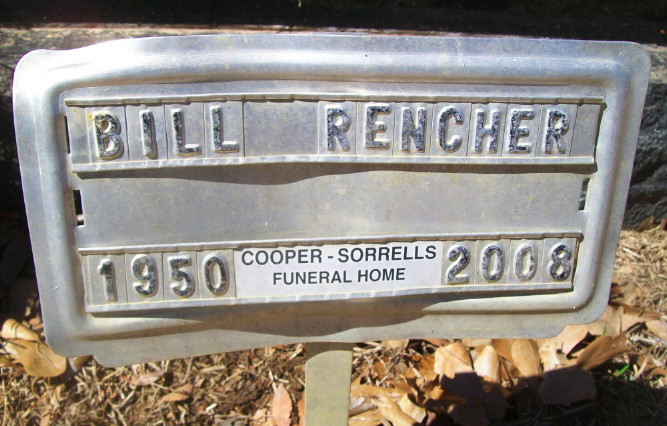 BILL RENCHER
1950 COOPER - SORRELLS FUNERAL HOME 2008